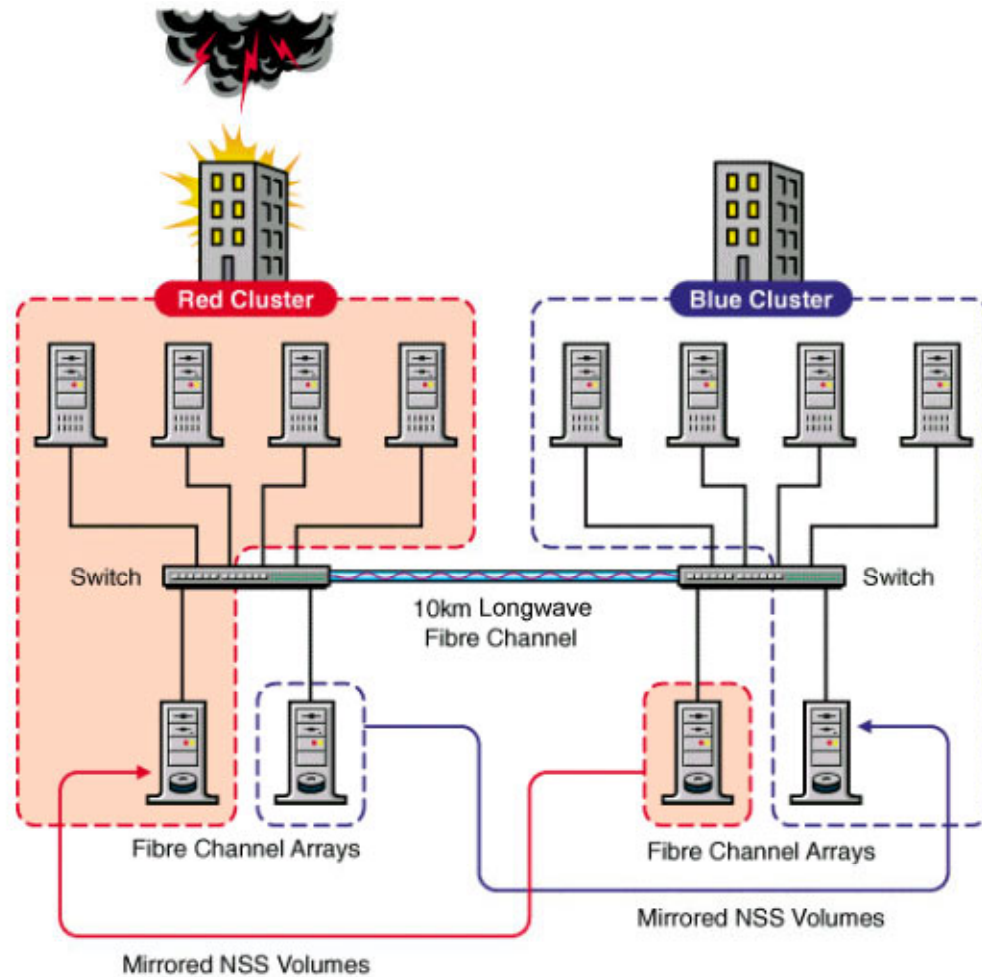 Red Cluster
Blue Cluster
Switch
Switch
10km Longwave
Fibre Channel
Fibre Channel Arrays
Fibre Channel Arrays
Mirrored NSS Volumes
Mirrored NSS Volumes